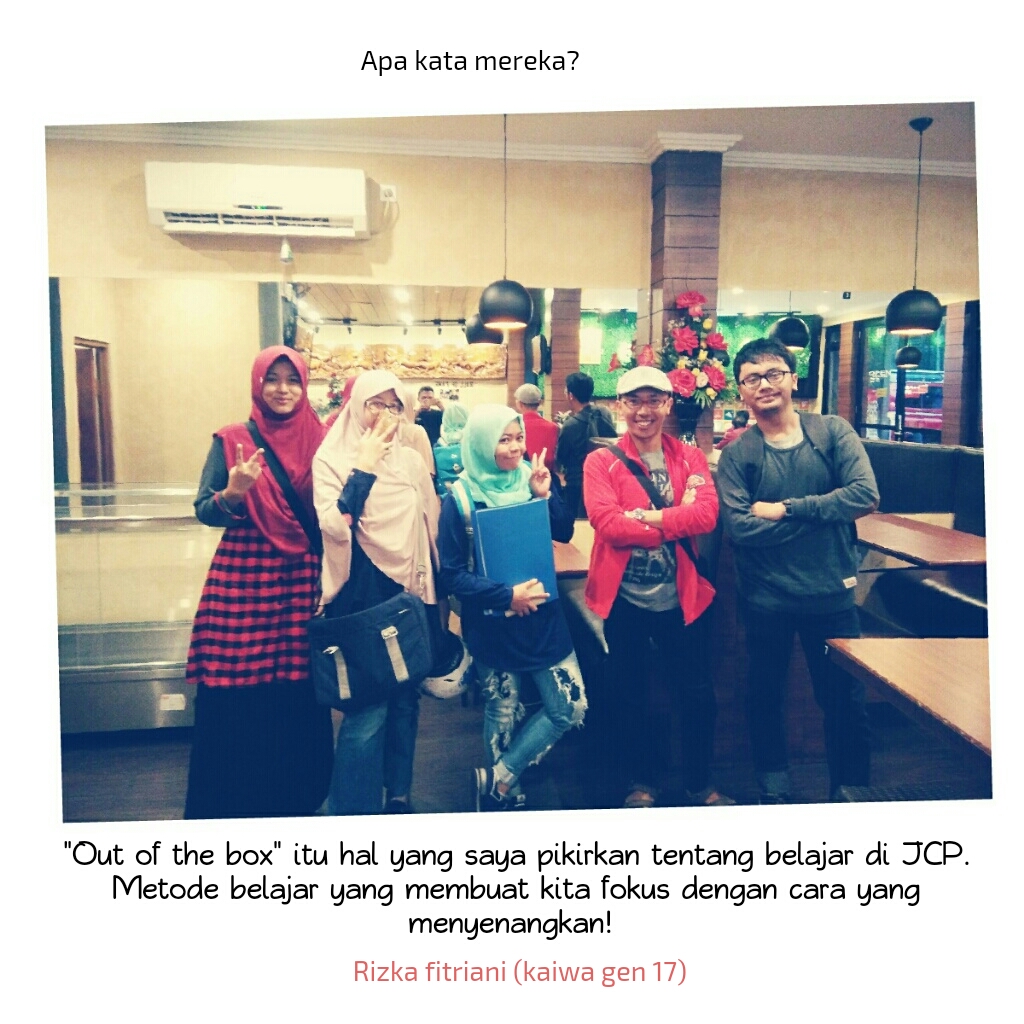 Apa kata mereka?
OPEN
"Out of the box" itu hal yang saya pikirkan tentang belajar di JCP.
Metode belajar yang membuat kita fokus dengan cara yang
menyenangkan!
Rizka fitriani (kaiwa gen 17)